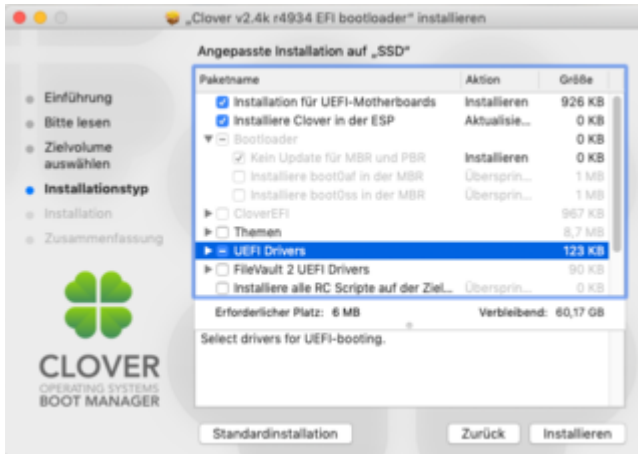 „Clover v2.4k r4934 EFI bootloader“ installieren
Angepasste Installation auf „SSD“
Einführung
Bitte lesen
Zielvolume
auswählen
Installationstyp
Installation
Zusammenfassung
CLOVER
OPERATING SYSTEMS
BOOT MANAGER
Paketname Aktion Größe
Installation für UEFI-Motherboards Installieren 926 KB
Installiere Clover in der ESP Aktualisie... 0 KB
Bootloader 0 KB
Kein Update für MBR und PBR Installieren 0 KB
Installiere boot0af in der MBR Übersprin... 1 MB
Installiere boot0ss in der MBR Übersprin... 1 MB
CloverEFI 967 KB
Themen 8,7 MB
UEFI Drivers 123 KB
FileVault 2 UEFI Drivers 90 KB
Installiere alle RC Scripte auf der Ziel... Übersprin... 0 KB
Erforderlicher Platz: 6 MB Verbleibend: 60,17 GB
Select drivers for UEFI-booting.
Standardinstallation Zurück Installieren